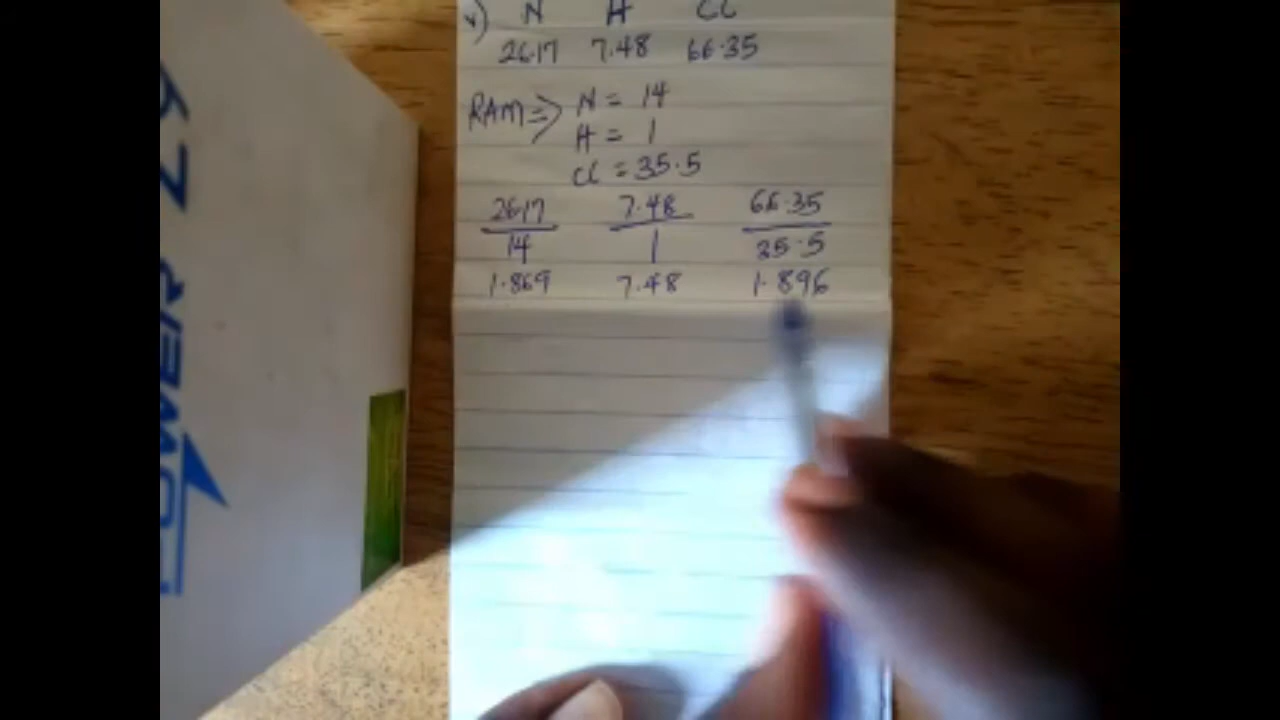 v) N H Cl
26.17 7.48 66.35
RAM => N = 14
H = 1
Cl = 35.5
26.17 7.48 66.35
14 1 35.5
1.869 7.48 1.896
POWER